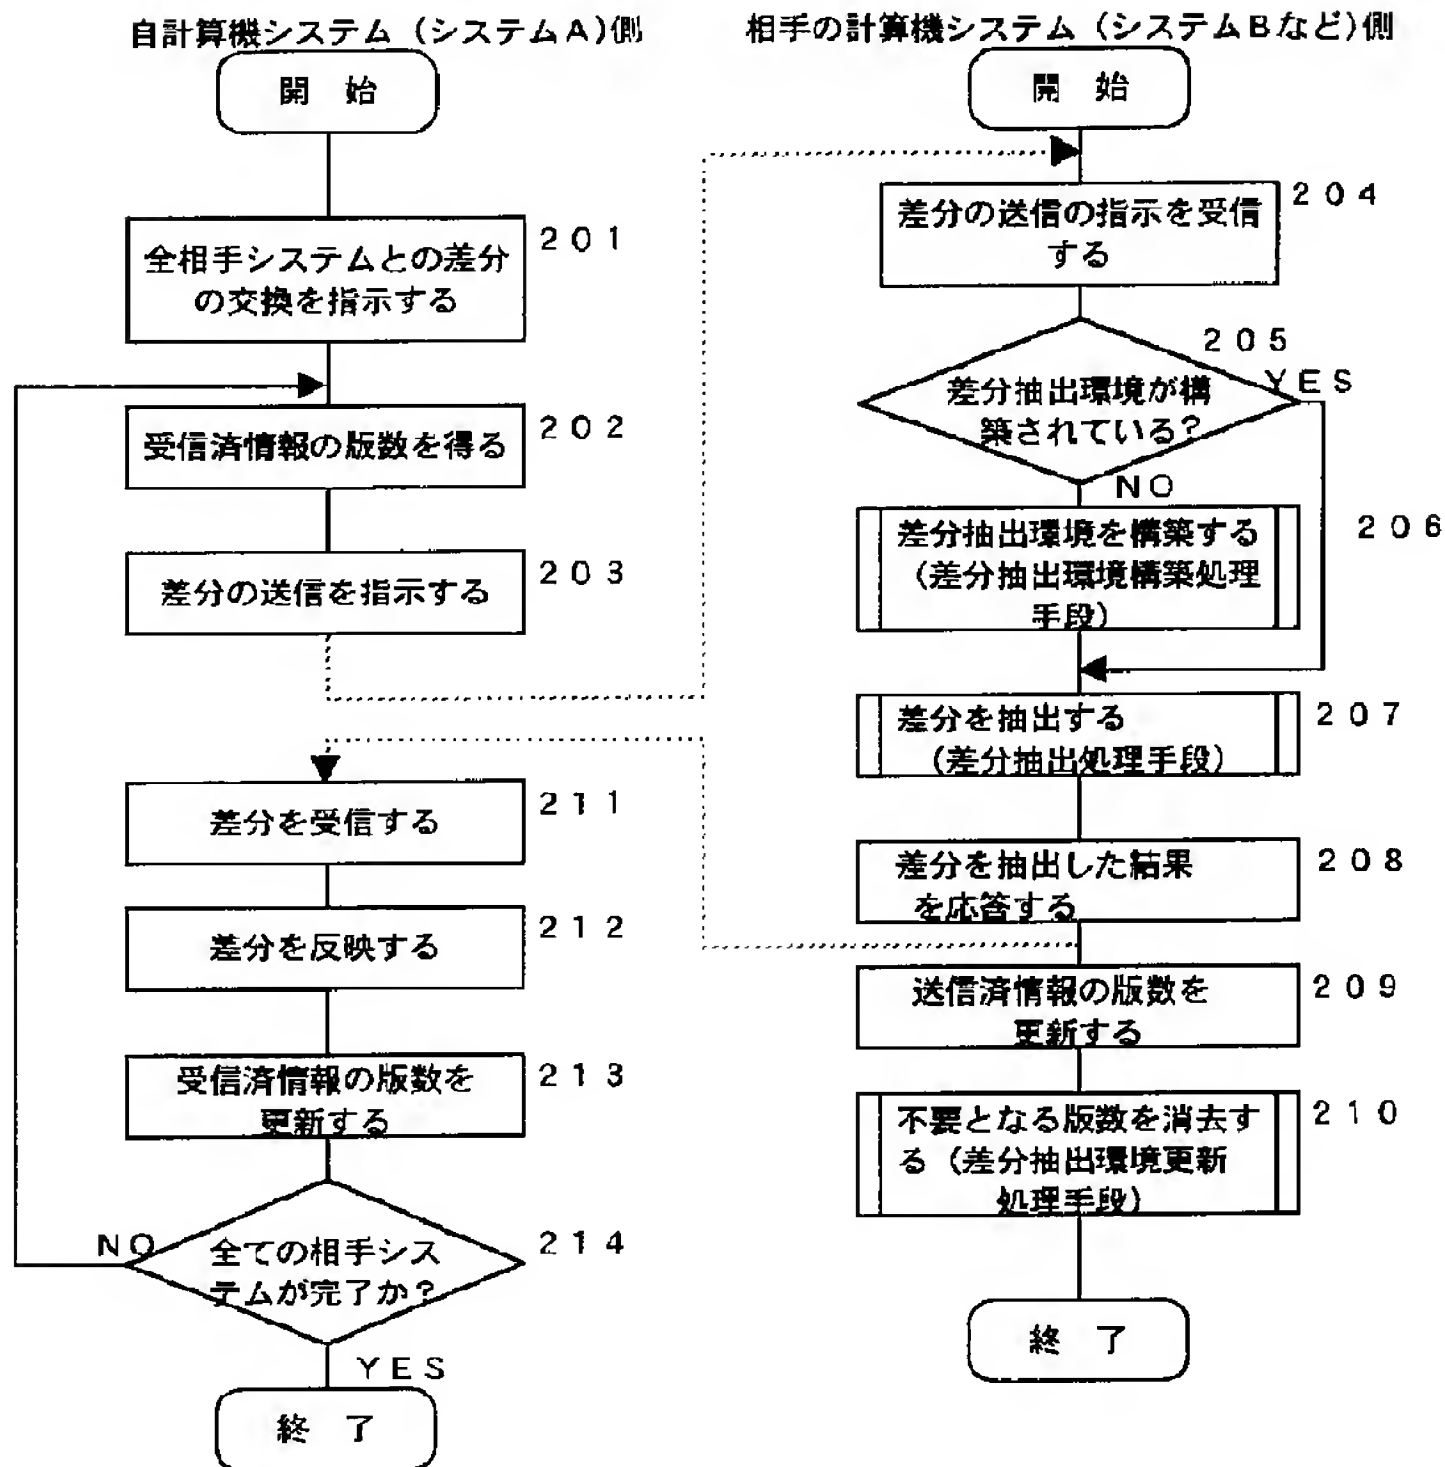 自計算機システム（システムA)側
開　始
全相手システムとの差分
の交換を指示する
２０１
受信済情報の版数を得る
２０２
差分の送信を指示する
２０３
差分を受信する
２１１
差分を反映する
２１２
受信済情報の版数を
更新する
２１３
全ての相手シス
テムが完了か？
２１４
ＮＯ
ＹＥＳ
終　了
相手の計算機システム（システムBなど)側
開　始
差分の送信の指示を受信
する
２０４
差分抽出環境が構
築されている？
２０５
ＹＥＳ
ＮＯ
差分抽出環境を構築する
（差分抽出環境構築処理
手段）
２０６
差分を抽出する
（差分抽出処理手段）
２０７
差分を抽出した結果
を応答する
２０８
送信済情報の版数を
更新する
２０９
不要となる版数を消去す
る（差分抽出環境更新
処理手段）
２１０
終　了